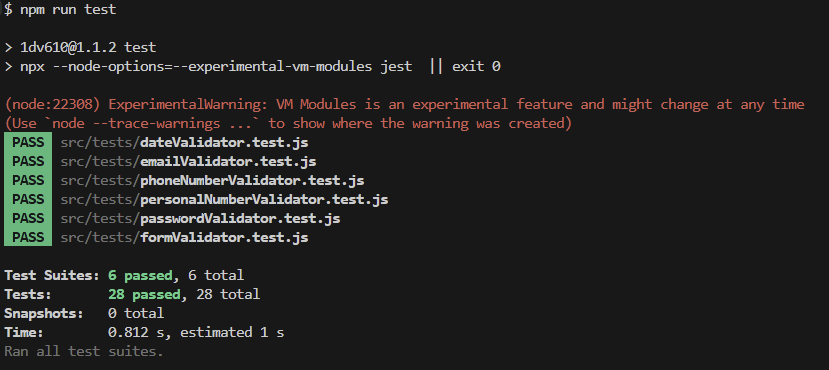 $ npm run test
> 1dv610@1.1.2 test
> npx --node-options=--experimental-vm-modules jest  || exit 0
(node:22308) ExperimentalWarning: VM Modules is an experimental feature and might change at any time
(Use `node --trace-warnings ...` to show where the warning was created)
PASS src/tests/dateValidator.test.js
PASS src/tests/emailValidator.test.js
PASS src/tests/phoneNumberValidator.test.js
PASS src/tests/personalNumberValidator.test.js
PASS src/tests/passwordValidator.test.js
PASS src/tests/formValidator.test.js
Test Suites: 6 passed, 6 total
Tests:       28 passed, 28 total
Snapshots:   0 total
Time:        0.812 s, estimated 1 s
Ran all test suites.